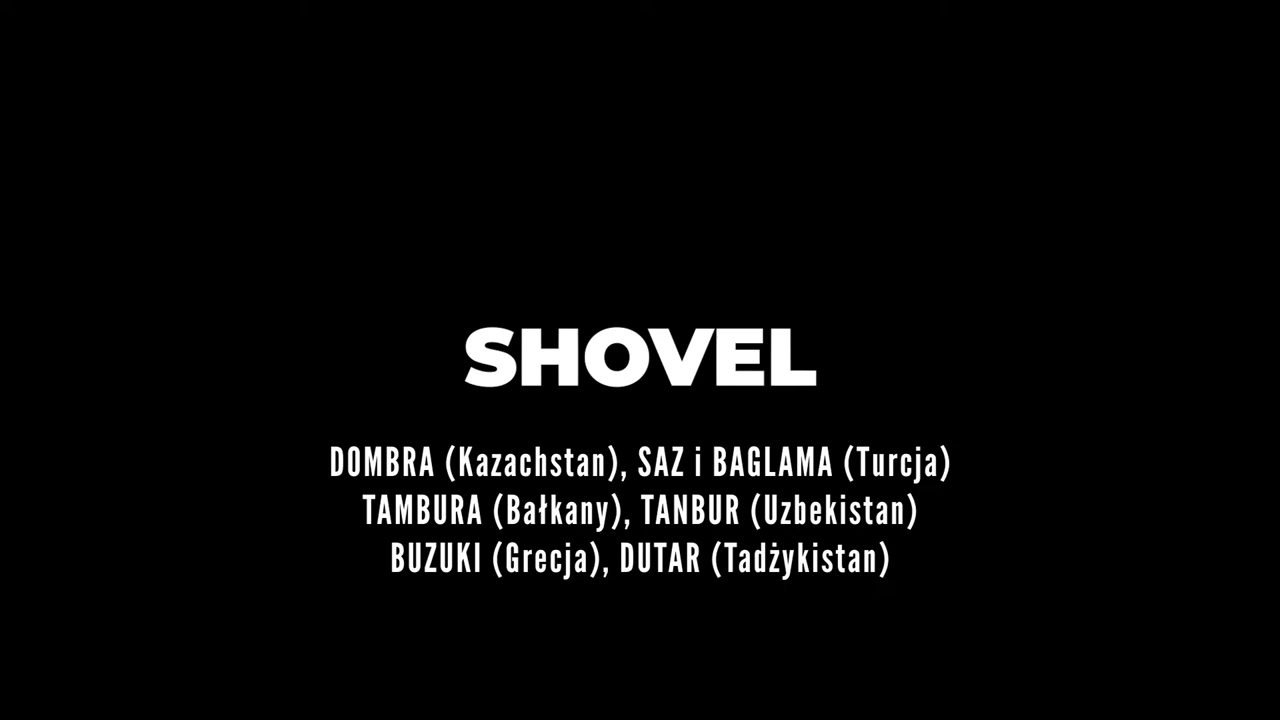 SHOVEL
DOMBRA (Kazachstan), SAZ i BAGLAMA (Turcja)
TAMBURA (Bałkany), TANBUR (Uzbekistan)
BUZUKI (Grecja), DUTAR (Tadżykistan)